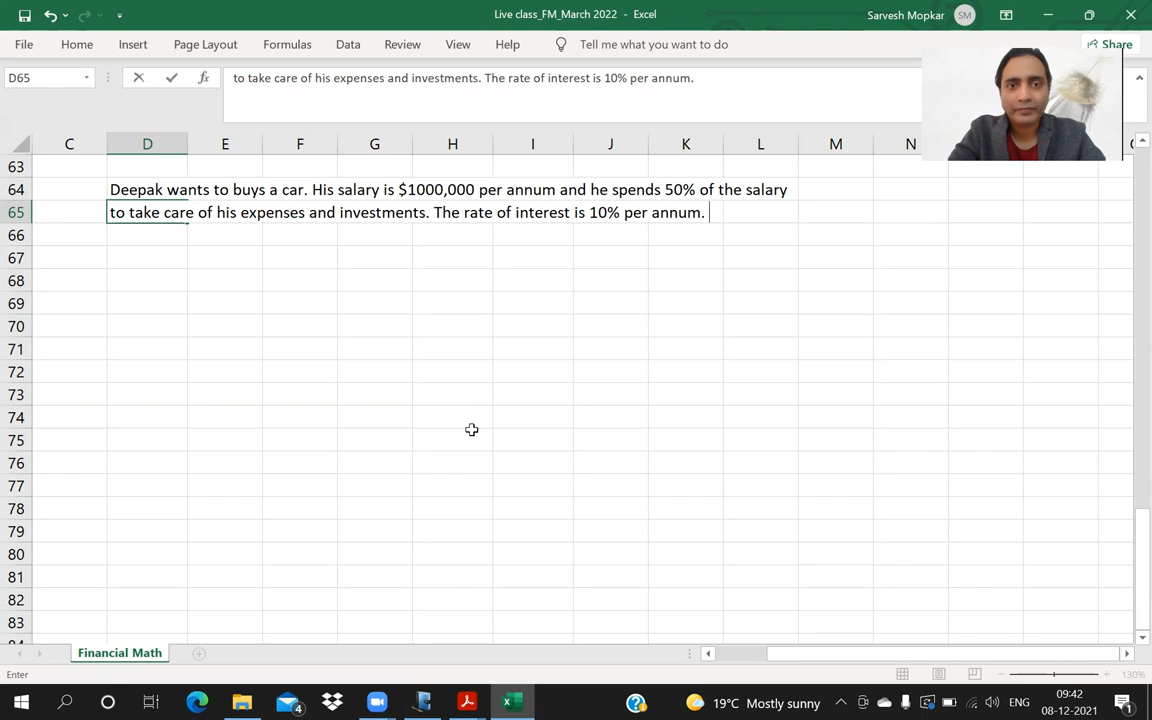 Live class_FM_March 2022 - Excel
Sarvesh Mopkar SM
File Home Insert Page Layout Formulas Data Review View Help Tell me what you want to do Share
D65 fx to take care of his expenses and investments. The rate of interest is 10% per annum.
C D E F G H I J K L M N
63
64 Deepak wants to buys a car. His salary is $1000,000 per annum and he spends 50% of the salary
65 to take care of his expenses and investments. The rate of interest is 10% per annum.
66
67
68
69
70
71
72
73
74
75
76
77
78
79
80
81
82
83
84
Financial Math
Enter 130%
4 19°C Mostly sunny ENG 09:42
08-12-2021 1